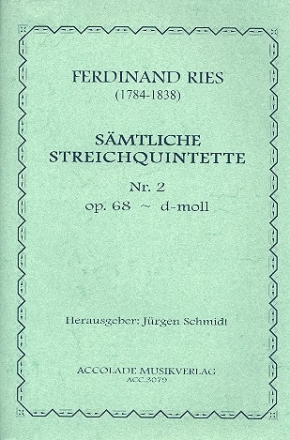 FERDINAND RIES
(1784-1838)
SÄMTLICHE
STREICHQUINTETTE
Nr. 2
op. 68 ~ d-moll
Herausgeber: Jürgen Schmidt
ACCOLADE MUSIKVERLAG
ACC.3079